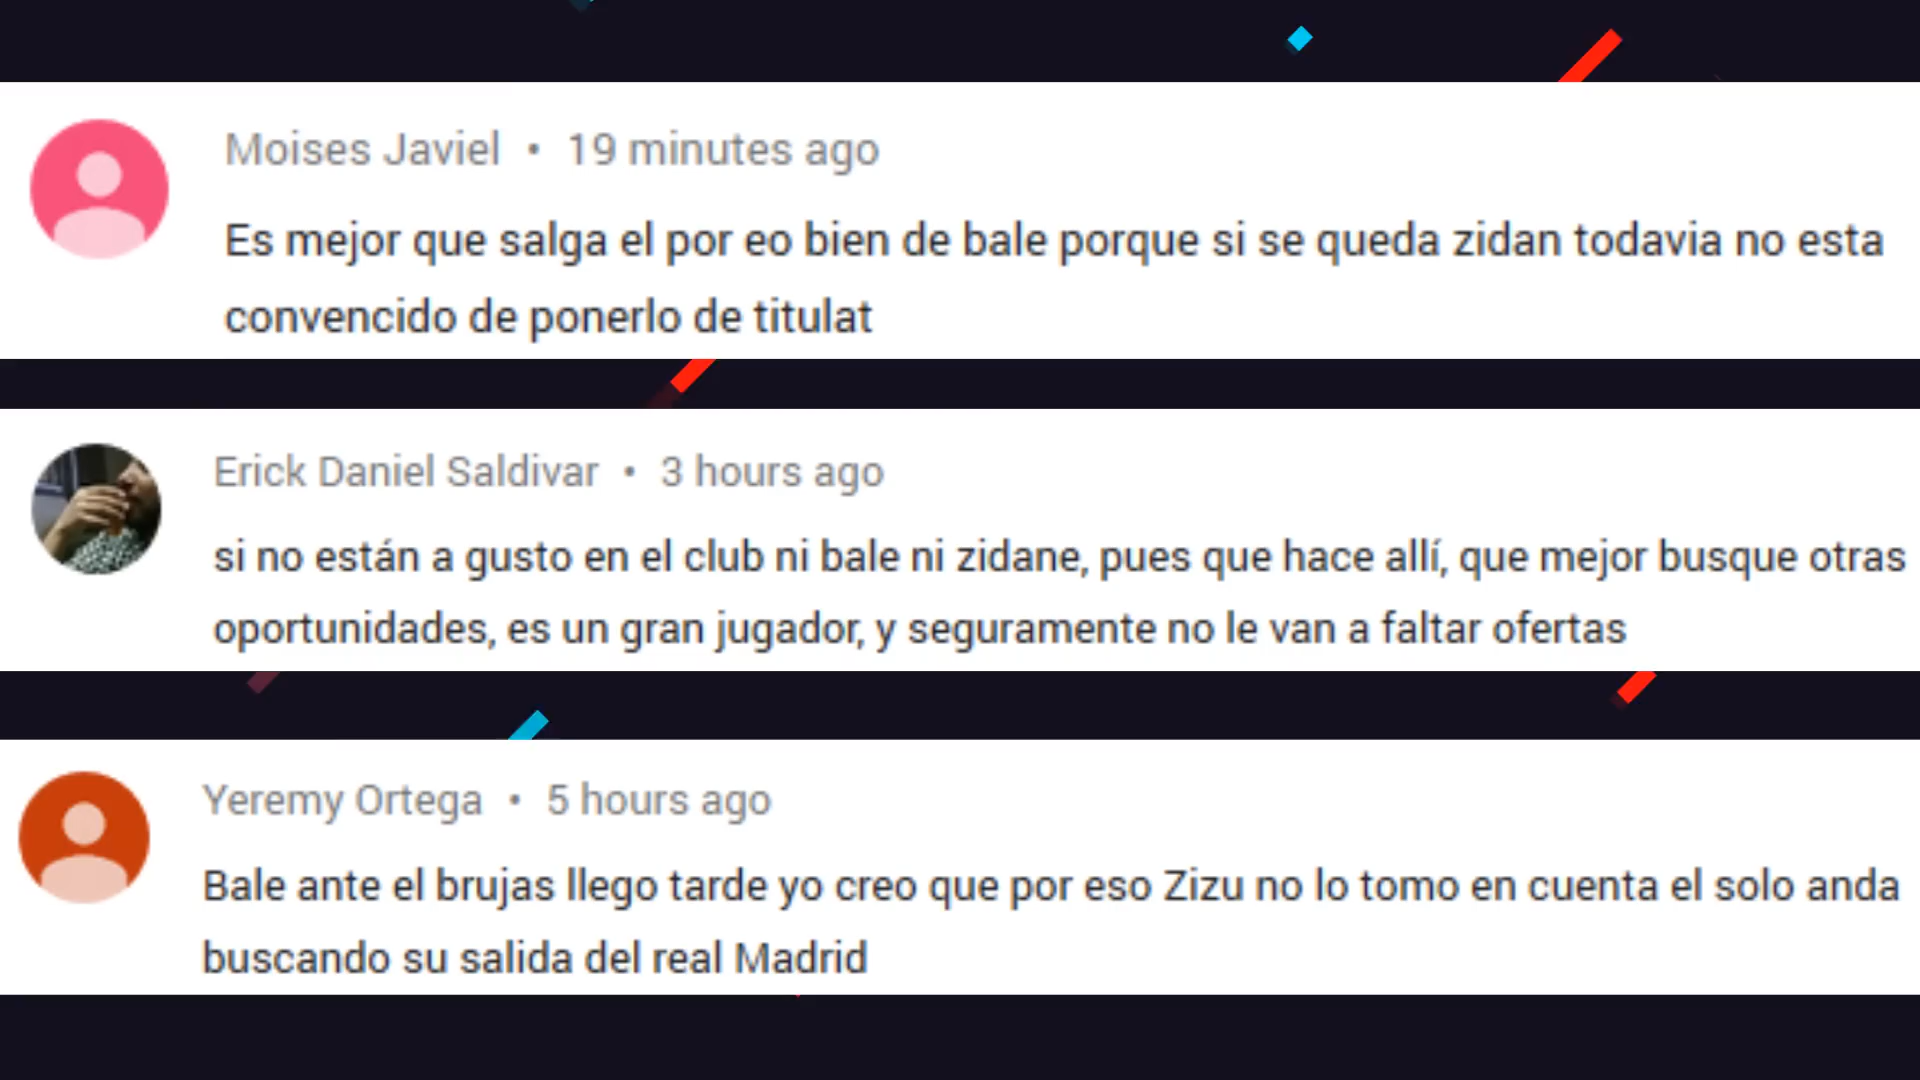 Moises Javiel • 19 minutes ago
Es mejor que salga el por eo bien de bale porque si se queda zidan todavia no esta
convencido de ponerlo de titulat
Erick Daniel Saldivar • 3 hours ago
si no están a gusto en el club ni bale ni zidane, pues que hace allí, que mejor busque otras
oportunidades, es un gran jugador, y seguramente no le van a faltar ofertas
Yeremy Ortega • 5 hours ago
Bale ante el brujas llego tarde yo creo que por eso Zizu no lo tomo en cuenta el solo anda
buscando su salida del real Madrid